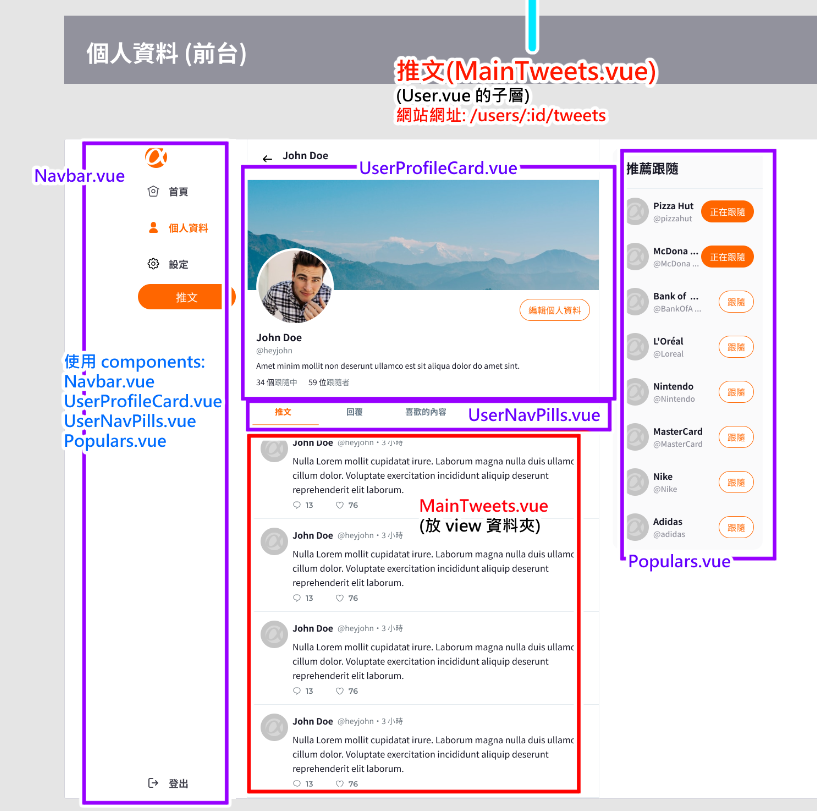 個人資料 (前台)
推文(MainTweets.vue)
(User.vue 的子層)
網站網址: /users/:id/tweets
Navbar.vue
首頁
個人資料
設定
推文
使用 components:
Navbar.vue
UserProfileCard.vue
UserNavPills.vue
Populars.vue
登出
John Doe
UserProfileCard.vue
編輯個人資料
John Doe
@heyjohn
Amet minim mollit non deserunt ullamco est sit aliqua dolor do amet sint.
34 個跟隨中 59 位跟隨者
推文 回覆 喜歡的內容
UserNavPills.vue
John Doe @heyjohn・3 小時
Nulla Lorem mollit cupidatat irure. Laborum magna nulla duis ullamc
cillum dolor. Voluptate exercitation incididunt aliquip deserunt
reprehenderit elit laborum.
13 76
MainTweets.vue
(放 view 資料夾)
John Doe @heyjohn・3 小時
Nulla Lorem mollit cupidatat irure. Laborum magna nulla duis ullamc
cillum dolor. Voluptate exercitation incididunt aliquip deserunt
reprehenderit elit laborum.
13 76
John Doe @heyjohn・3 小時
Nulla Lorem mollit cupidatat irure. Laborum magna nulla duis ullamc
cillum dolor. Voluptate exercitation incididunt aliquip deserunt
reprehenderit elit laborum.
13 76
John Doe @heyjohn・3 小時
Nulla Lorem mollit cupidatat irure. Laborum magna nulla duis ullamc
cillum dolor. Voluptate exercitation incididunt aliquip deserunt
reprehenderit elit laborum.
13 76
推薦跟隨
Pizza Hut
@pizzahut
正在跟隨
McDona ...
@McDona ...
正在跟隨
Bank of ...
@BankOfA ...
跟隨
L'Oréal
@Loreal
跟隨
Nintendo
@Nintendo
跟隨
MasterCard
@MasterCard
跟隨
Nike
@Nike
跟隨
Adidas
@adidas
跟隨
Populars.vue